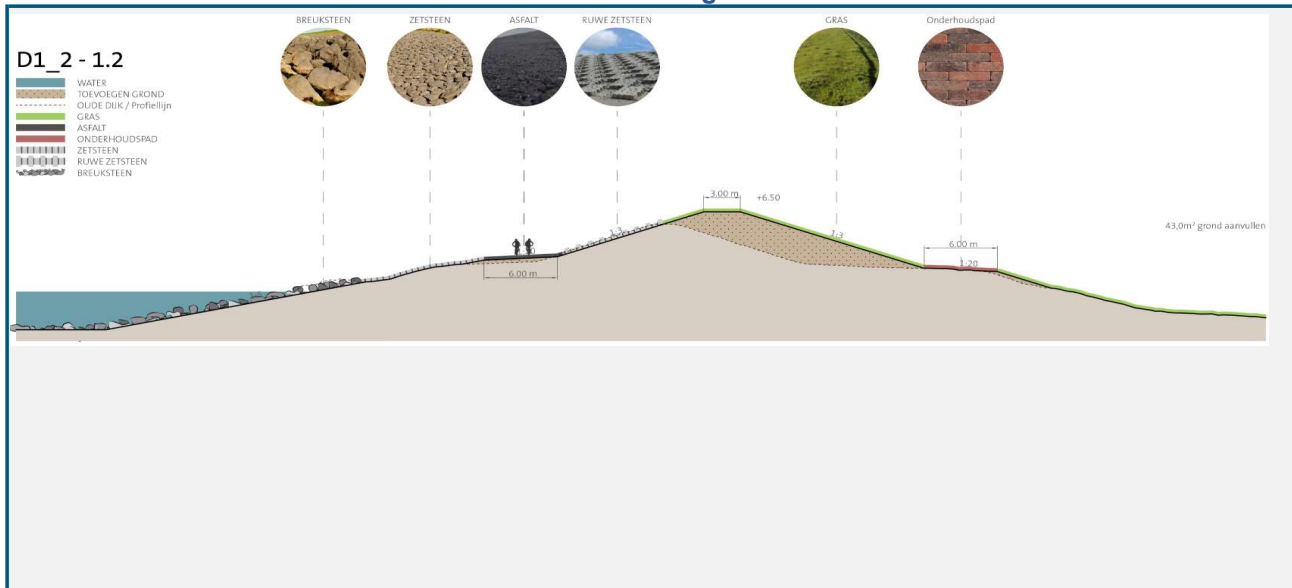 BREUKSTEEN
ZETSTEEN
ASFALT
RUWE ZETSTEEN
GRAS
Onderhoudspad
D1_2 - 1.2
WATER
TOEVOEGEN GROND
OUDE DIJK / Profiellijn
GRAS
ASFALT
ONDERHOUDSPAD
ZETSTEEN
RUWE ZETSTEEN
BREUKSTEEN
3.00 m
+6.50
43,0m² grond aanvullen
1:3
1:3
6.00 m
1:20
6.00 m